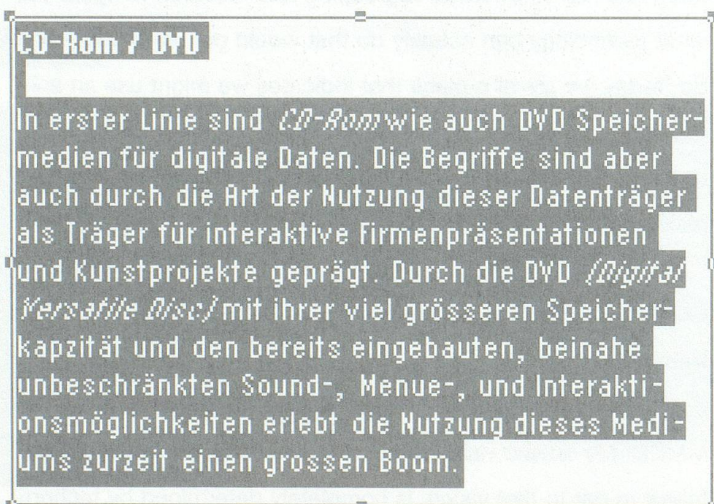 CD-Rom / DVD
In erster Linie sind CD-Rom wie auch DVD Speicher-
medien für digitale Daten. Die Begriffe sind aber
auch durch die Art der Nutzung dieser Datenträger
als Träger für interaktive Firmenpräsentationen
und Kunstprojekte geprägt. Durch die DVD (Digital
Versatile Disc) mit ihrer viel grösseren Speicher-
kapzität und den bereits eingebauten, beinahe
unbeschränkten Sound-, Menue-, und Interakti-
onsmöglichkeiten erlebt die Nutzung dieses Medi-
ums zurzeit einen grossen Boom.